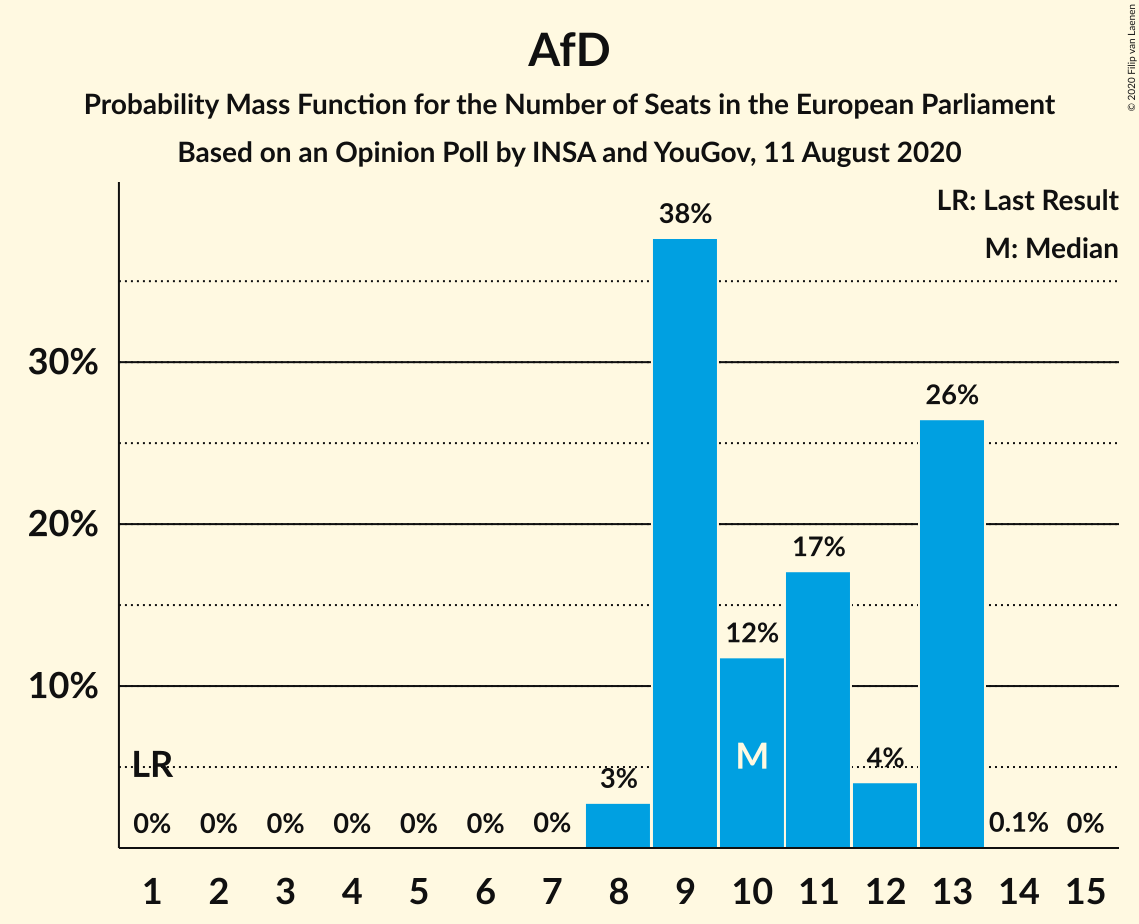 AfD
Probability Mass Function for the Number of Seats in the European Parliament
Based on an Opinion Poll by INSA and YouGov, 11 August 2020
© 2020 Filip van Laenen
LR: Last Result
M: Median
38%
30%
26%
20%
17%
12%
10%
LR
M
4%
3%
0% 0% 0% 0% 0% 0% 0% 0.1% 0%
1 2 3 4 5 6 7 8 9 10 11 12 13 14 15